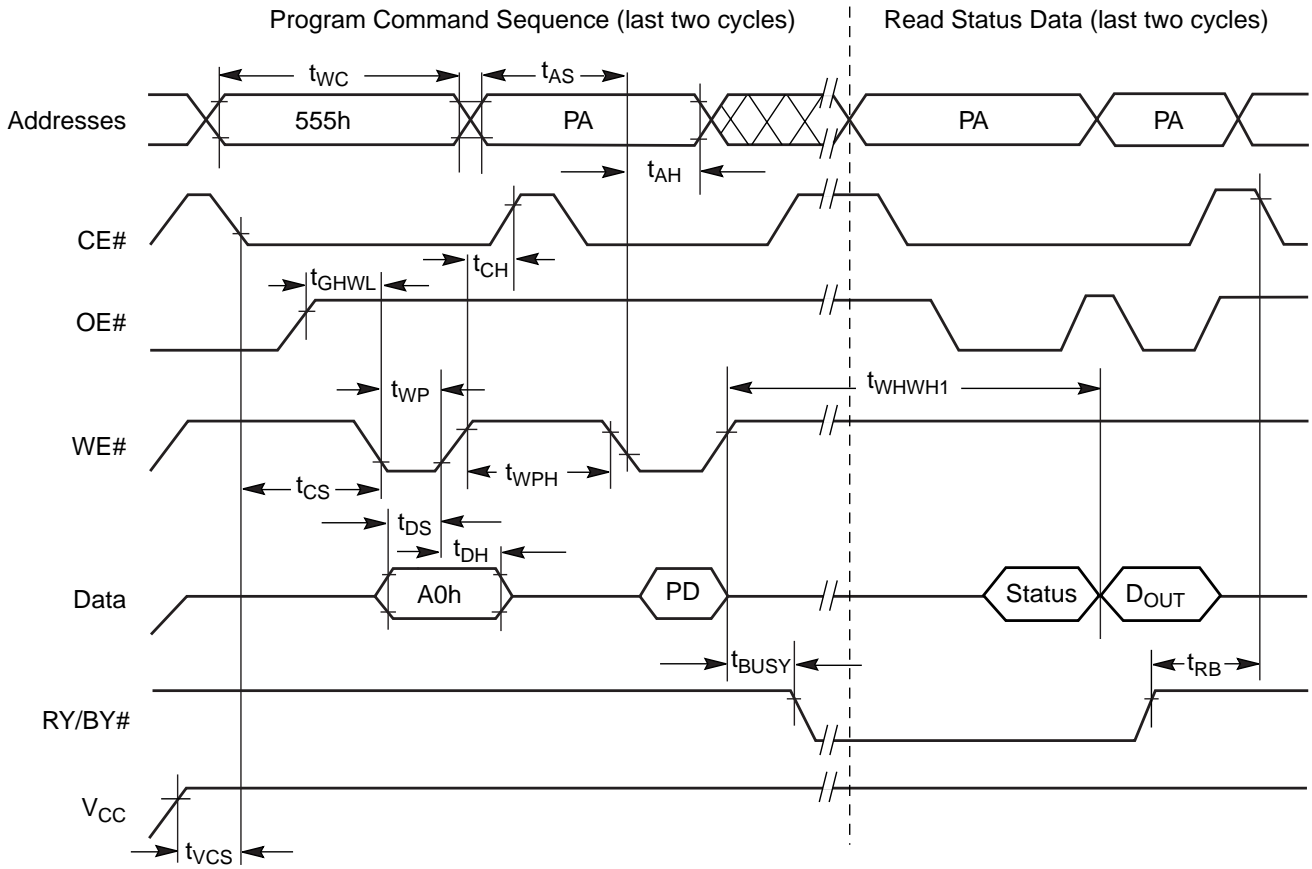 Program Command Sequence (last two cycles) Read Status Data (last two cycles)
tWC tAS
Addresses 555h PA PA PA
tAH
CE#
tCH
tGHWL
OE#
tWP tWHWH1
WE#
tCS tWPH
tDS
tDH
Data A0h PD Status DOUT
tBUSY tRB
RY/BY#
VCC
tVCS